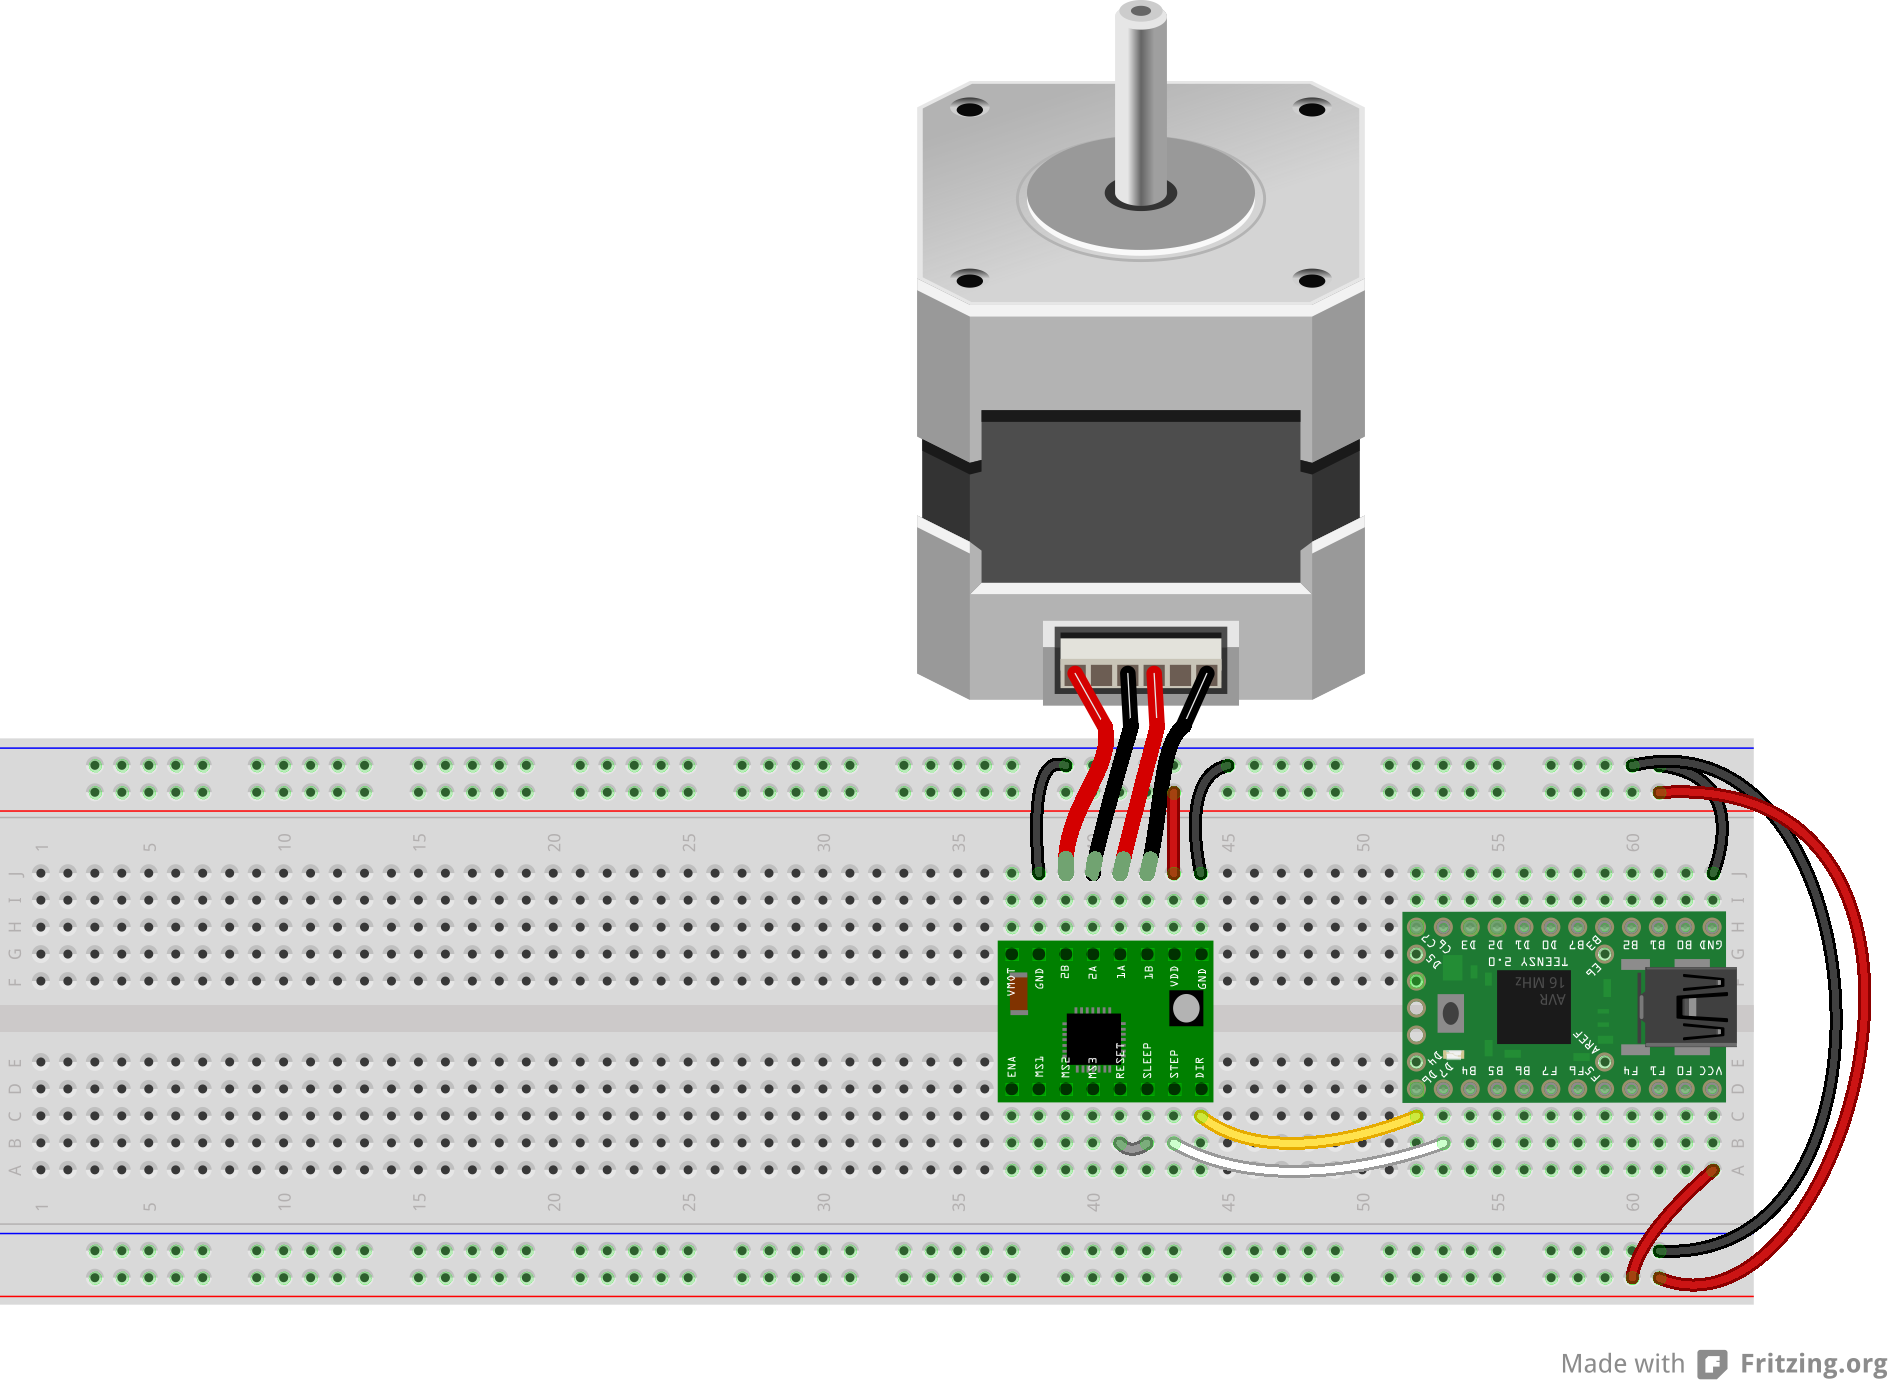 1 5 10 15 20 25 30 35 45 50 55 60
J
I
H
G
F
VMOT GND 2B 2A 1A 1B VDD GND
ENA MS1 MS2 MS3 RESET SLEEP STEP DIR
C7 C6 D3 D2 D1 D0 B7 B3 B2 B1 B0 GND
D5 E6
TEENSY 2.0
AVR
16 MHz
AREF
D4
D6 D7 B4 B5 B6 F7 F6 F5 F4 F1 F0 VCC
J
I
H
G
E
D
C
B
A
E
D
C
B
A
1 5 10 15 20 25 30 35 40 45 50 55 60
Made with Fritzing.org